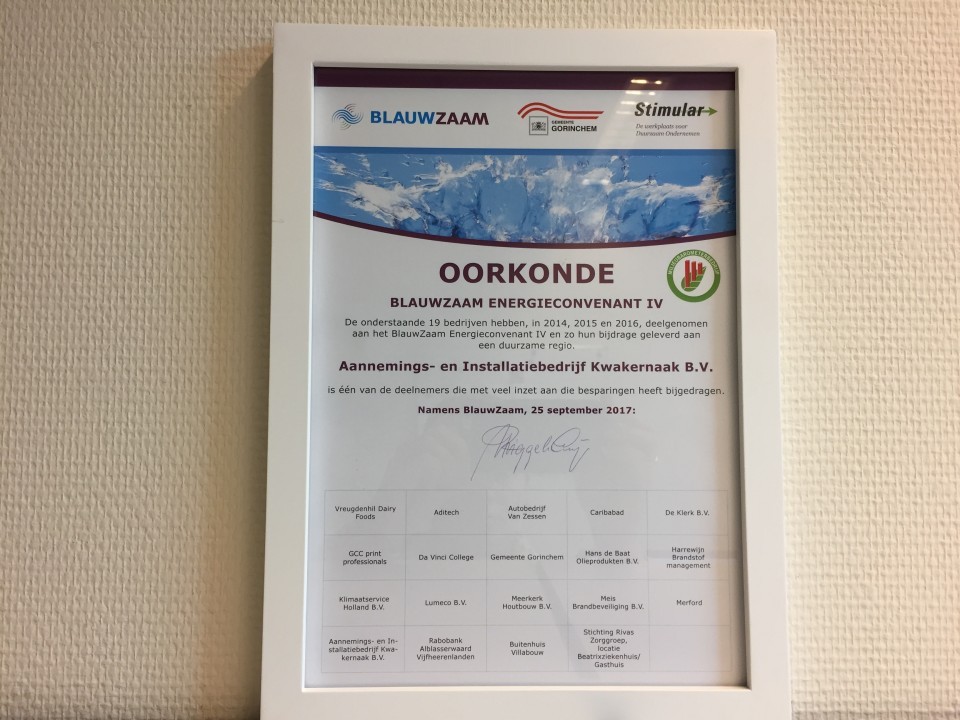 BLAUWZAAM
GEMEENTE
GORINCHEM
Stimular
De werkplaats voor
Duurzaam Ondernemen
OORKONDE
BLAUWZAAM ENERGIECONVENANT IV
De onderstaande 19 bedrijven hebben, in 2014, 2015 en 2016, deelgenomen
aan het BlauwZaam Energieconvenant IV en zo hun bijdrage geleverd aan
een duurzame regio.
Aannemings- en Installatiebedrijf Kwakernaak B.V.
is één van de deelnemers die met veel inzet aan die besparingen heeft bijgedragen.
Namens BlauwZaam, 25 september 2017:
Vreugdenhil Dairy
Foods
Aditech
Autobedrijf
Van Zessen
Caribabad
De Klerk B.V.
GCC print
professionals
Da Vinci College
Gemeente Gorinchem
Hans de Baat
Olieprodukten B.V.
Harrewijn
Brandstof
management
Klimaatservice
Holland B.V.
Lumeco B.V.
Meerkerk
Houtbouw B.V.
Meis
Brandbeveiliging B.V.
Merford
Aannemings- en In-
stallatiebedrijf Kwa-
kernaak B.V.
Rabobank
Alblasserwaard
Vijfheerenlanden
Buitenhuis
Villabouw
Stichting Rivas
Zorggroep,
locatie
Beatrixziekenhuis/
Gasthuis